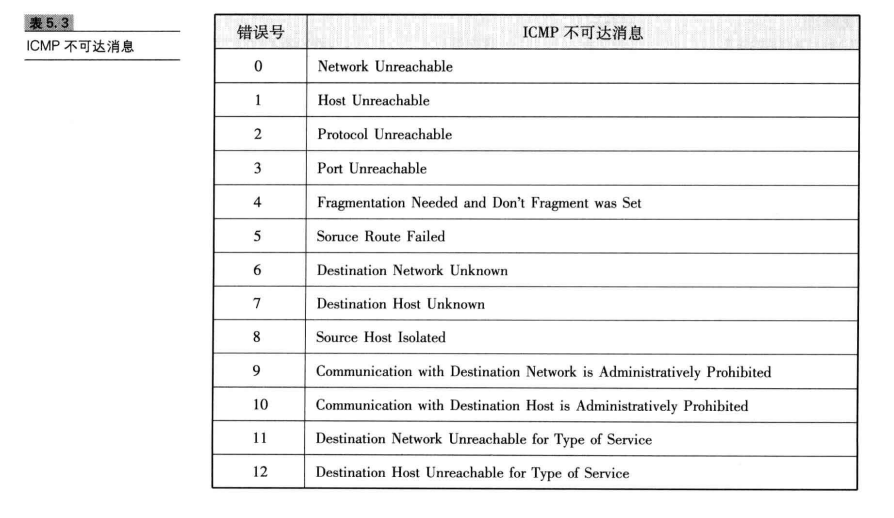 表5.3
ICMP 不可达消息
错误号 ICMP 不可达消息
0 Network Unreachable
1 Host Unreachable
2 Protocol Unreachable
3 Port Unreachable
4 Fragmentation Needed and Don't Fragment was Set
5 Soruce Route Failed
6 Destination Network Unknown
7 Destination Host Unknown
8 Source Host Isolated
9 Communication with Destination Network is Administratively Prohibited
10 Communication with Destination Host is Administratively Prohibited
11 Destination Network Unreachable for Type of Service
12 Destination Host Unreachable for Type of Service